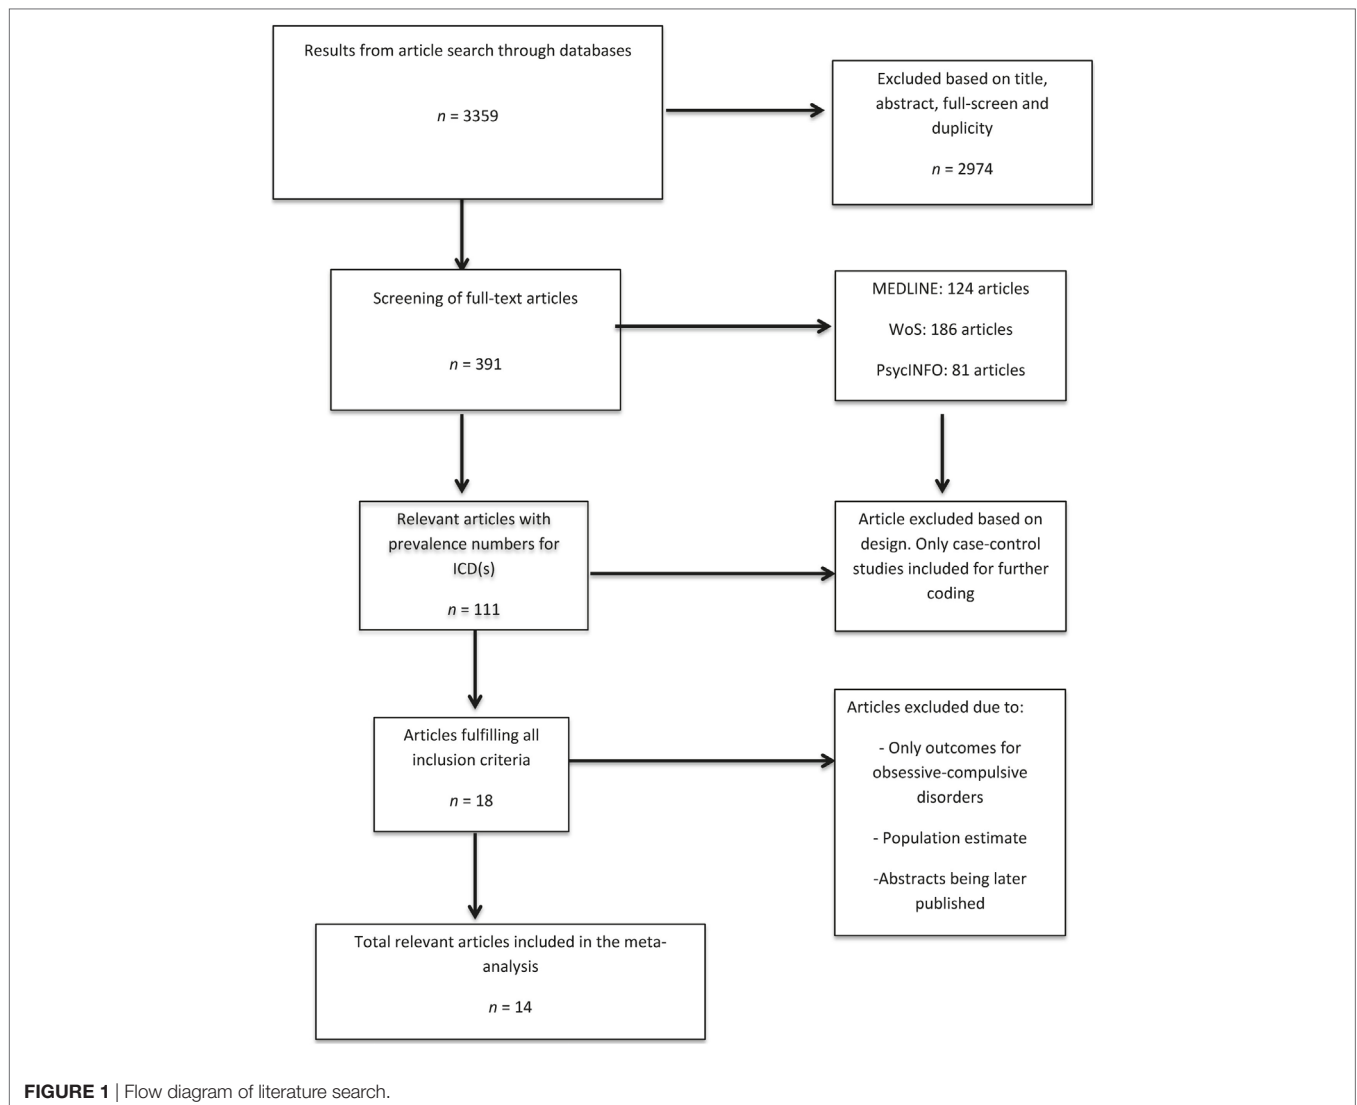 Results from article search through databases
n = 3359
Excluded based on title,
abstract, full-screen and
duplicity
n = 2974
Screening of full-text articles
n = 391
MEDLINE: 124 articles
WoS: 186 articles
PsycINFO: 81 articles
Relevant articles with
prevalence numbers for
ICD(s)
n = 111
Article excluded based on
design. Only case-control
studies included for further
coding
Articles fulfilling all
inclusion criteria
n = 18
Articles excluded due to:
- Only outcomes for
obsessive-compulsive
disorders
- Population estimate
-Abstracts being later
published
Total relevant articles included in the meta-
analysis
n = 14
FIGURE 1 | Flow diagram of literature search.